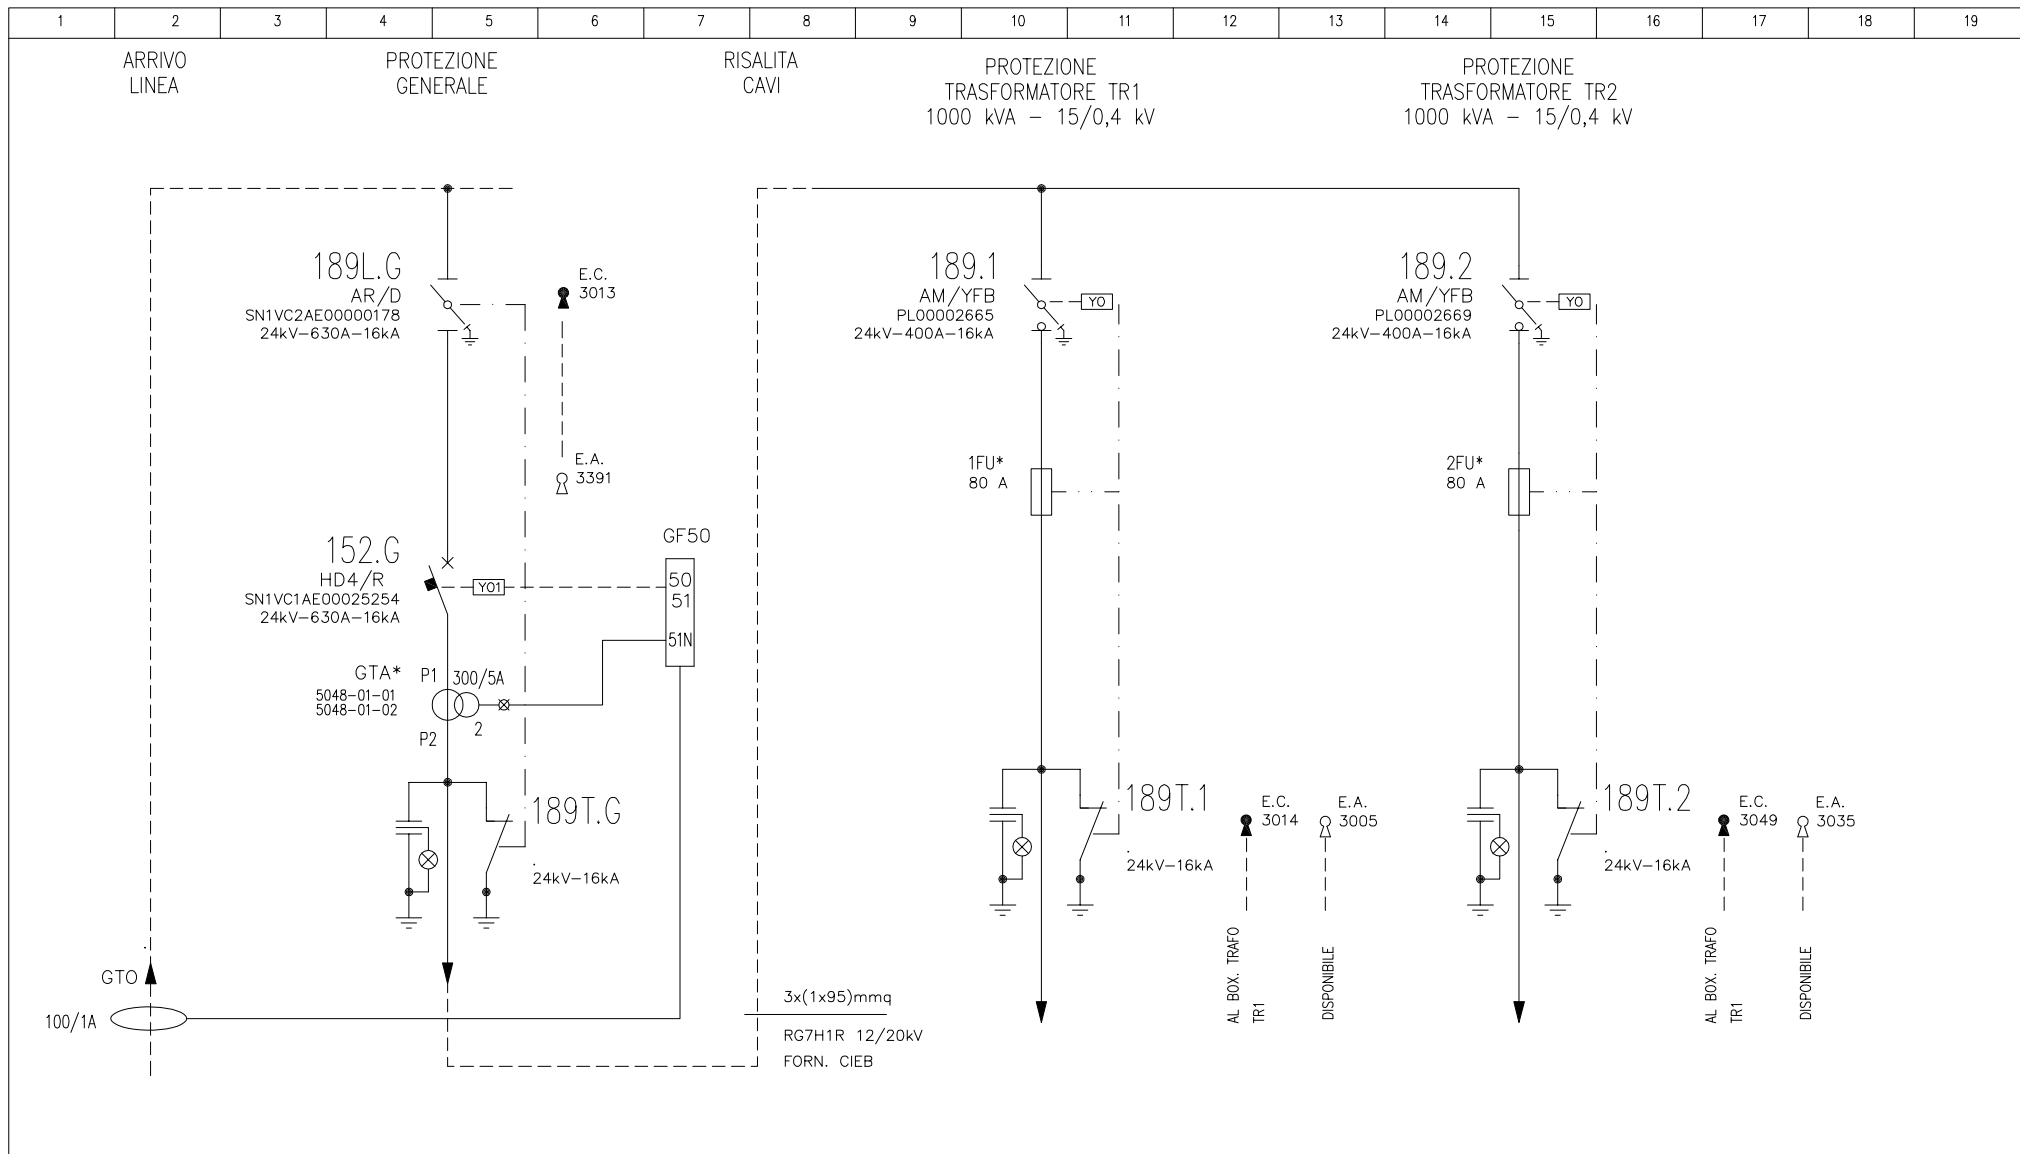 1 2 3 4 5 6 7 8 9 10 11 12 13 14 15 16 17 18 19
ARRIVO
LINEA
PROTEZIONE
GENERALE
RISALITA
CAVI
PROTEZIONE
TRASFORMATORE TR1
1000 kVA - 15/0,4 kV
PROTEZIONE
TRASFORMATORE TR2
1000 kVA - 15/0,4 kV
189L.G
AR/D
SN1VC2AE00000178
24kV-630A-16kA
E.C.
3013
E.A.
3391
189.1
AM/YFB
PL00002665
24kV-400A-16kA
YO
189.2
AM/YFB
PL00002669
24kV-400A-16kA
YO
1FU*
80 A
2FU*
80 A
152.G
HD4/R
SN1VC1AE00025254
24kV-630A-16kA
YO1
GF50
50
51
51N
GTA*
5048-01-01
5048-01-02
P1
300/5A
P2
2
189T.G
24kV-16kA
189T.1
24kV-16kA
E.C.
3014
E.A.
3005
AL BOX. TRAFO
TR1
DISPONIBILE
189T.2
24kV-16kA
E.C.
3049
E.A.
3035
AL BOX. TRAFO
TR1
DISPONIBILE
GTO
100/1A
3x(1x95)mmq
RG7H1R 12/20kV
FORN. CIEB